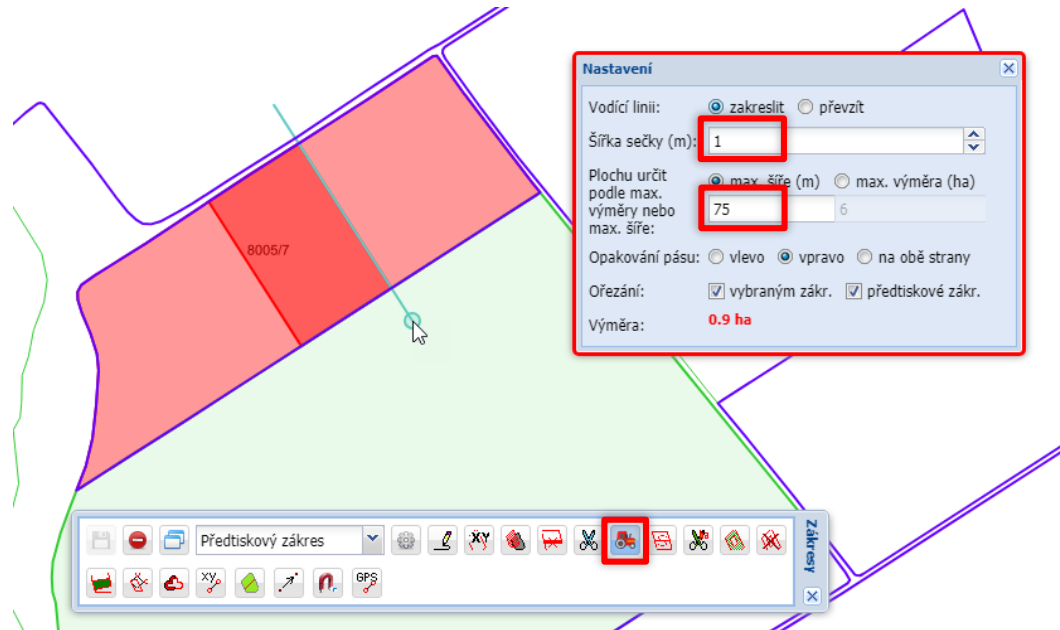 Nastavení
Vodící linii: zakreslit převzít
Šířka sečky (m): 1
Plochu určit
podle max.
výměry nebo
max. šíře:
max. šíře (m) max. výměra (ha)
75 6
Opakování pásu: vlevo vpravo na obě strany
Ořezání: vybraným zákr. předtiskové zákr.
Výměra: 0.9 ha
8005/7
Předtiskový zákres
XY
XY
GPS
Zákresy